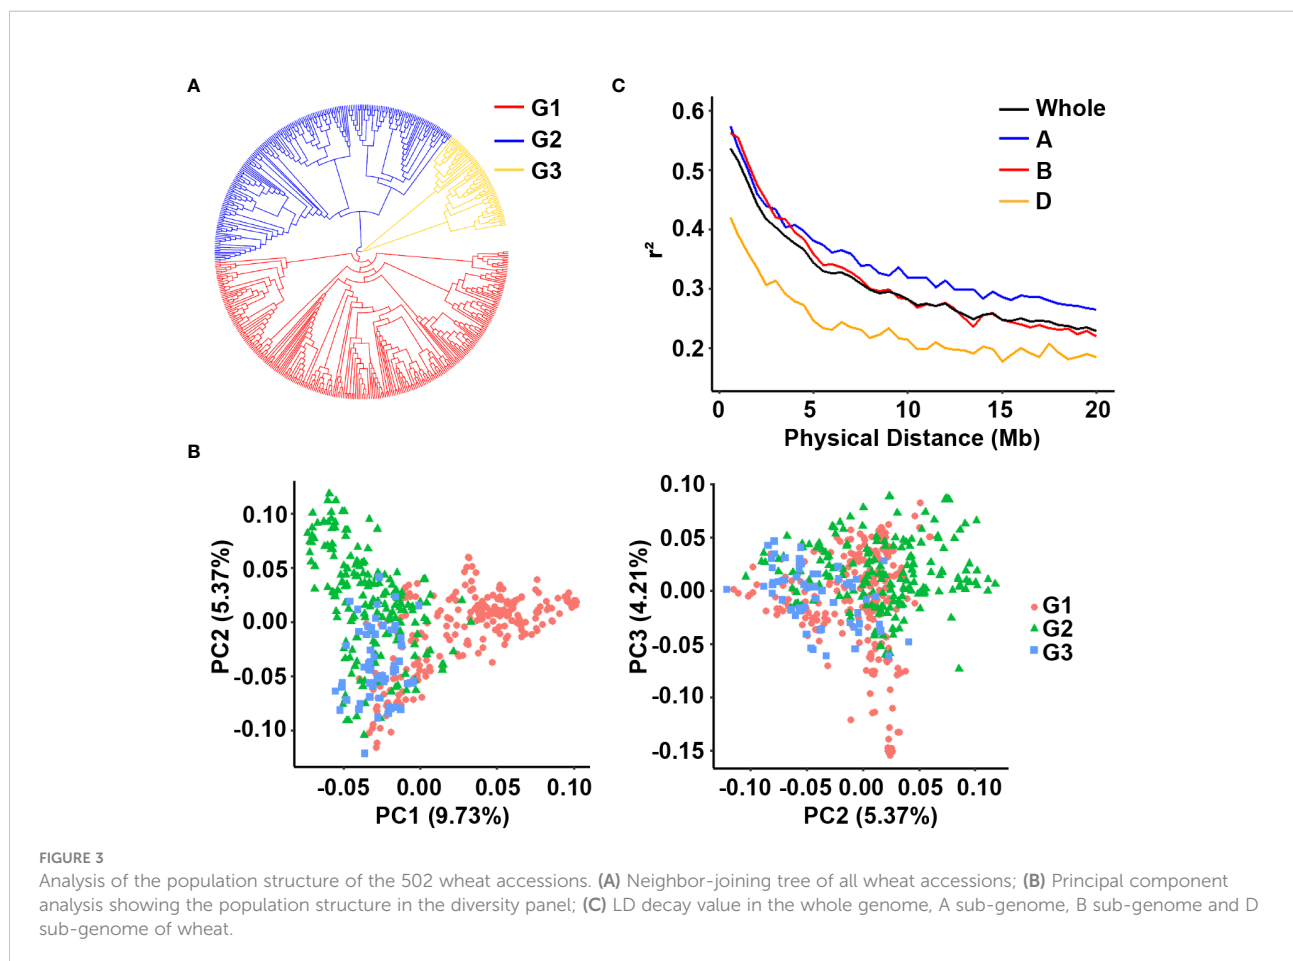 A
G1
G2
G3
C
0.6
0.5
0.4
0.3
0.2
r²
Whole
A
B
D
0 5 10 15 20
Physical Distance (Mb)
B
0.10
0.05
0.00
-0.05
-0.10
PC2 (5.37%)
-0.05 0.00 0.05 0.10
PC1 (9.73%)
0.10
0.05
0.00
-0.05
-0.10
-0.15
PC3 (4.21%)
-0.10 -0.05 0.00 0.05 0.10
PC2 (5.37%)
G1
G2
G3
FIGURE 3
Analysis of the population structure of the 502 wheat accessions. (A) Neighbor-joining tree of all wheat accessions; (B) Principal component
analysis showing the population structure in the diversity panel; (C) LD decay value in the whole genome, A sub-genome, B sub-genome and D
sub-genome of wheat.